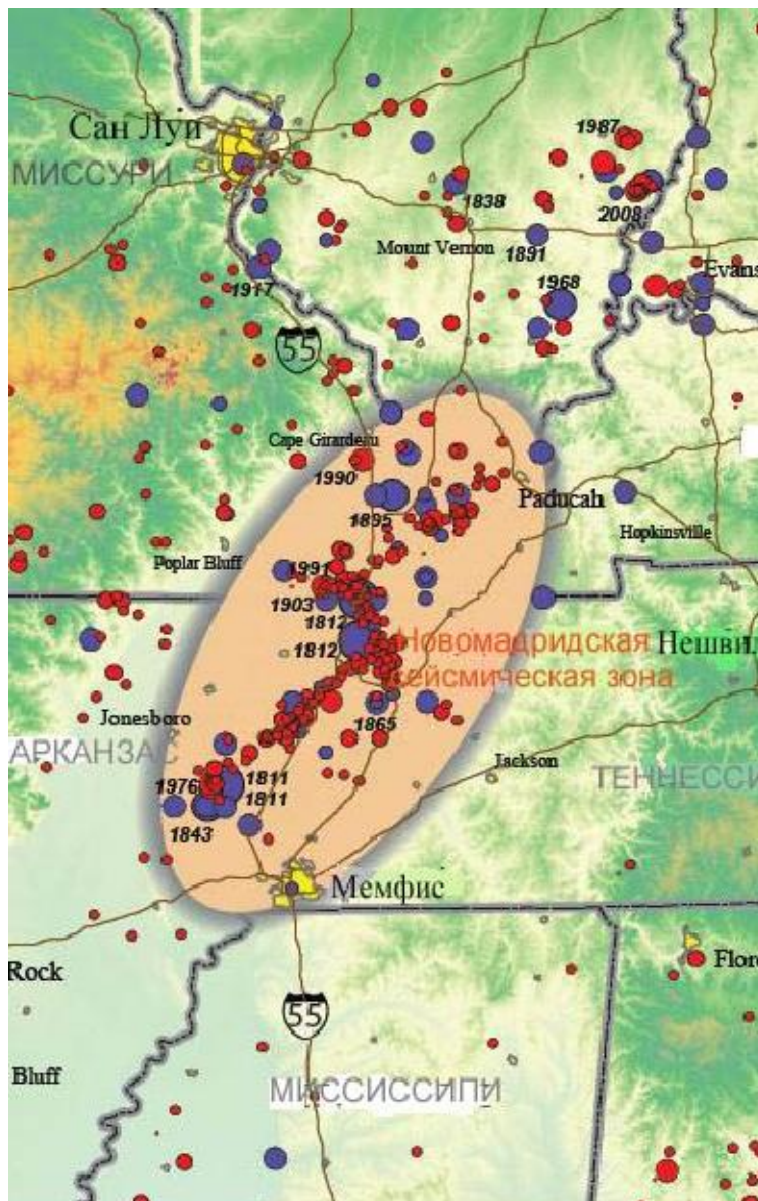 1987
Сан Луи
МИССУРИ
1838
2008
Mount Vernon
1891
1917
1968
Evans
55
Cape Girardeau
1990
1895
Paducah
Hopkinsville
Poplar Bluff
1991
1903
1812
1812
Новомадридская
сейсмическая зона
Нешвил
Jonesboro
1865
АРКАНЗАС
Jackson
1976
1811
ТЕННЕССИ
1811
1843
Мемфис
Rock
Flore
55
Bluff
МИССИССИПИ